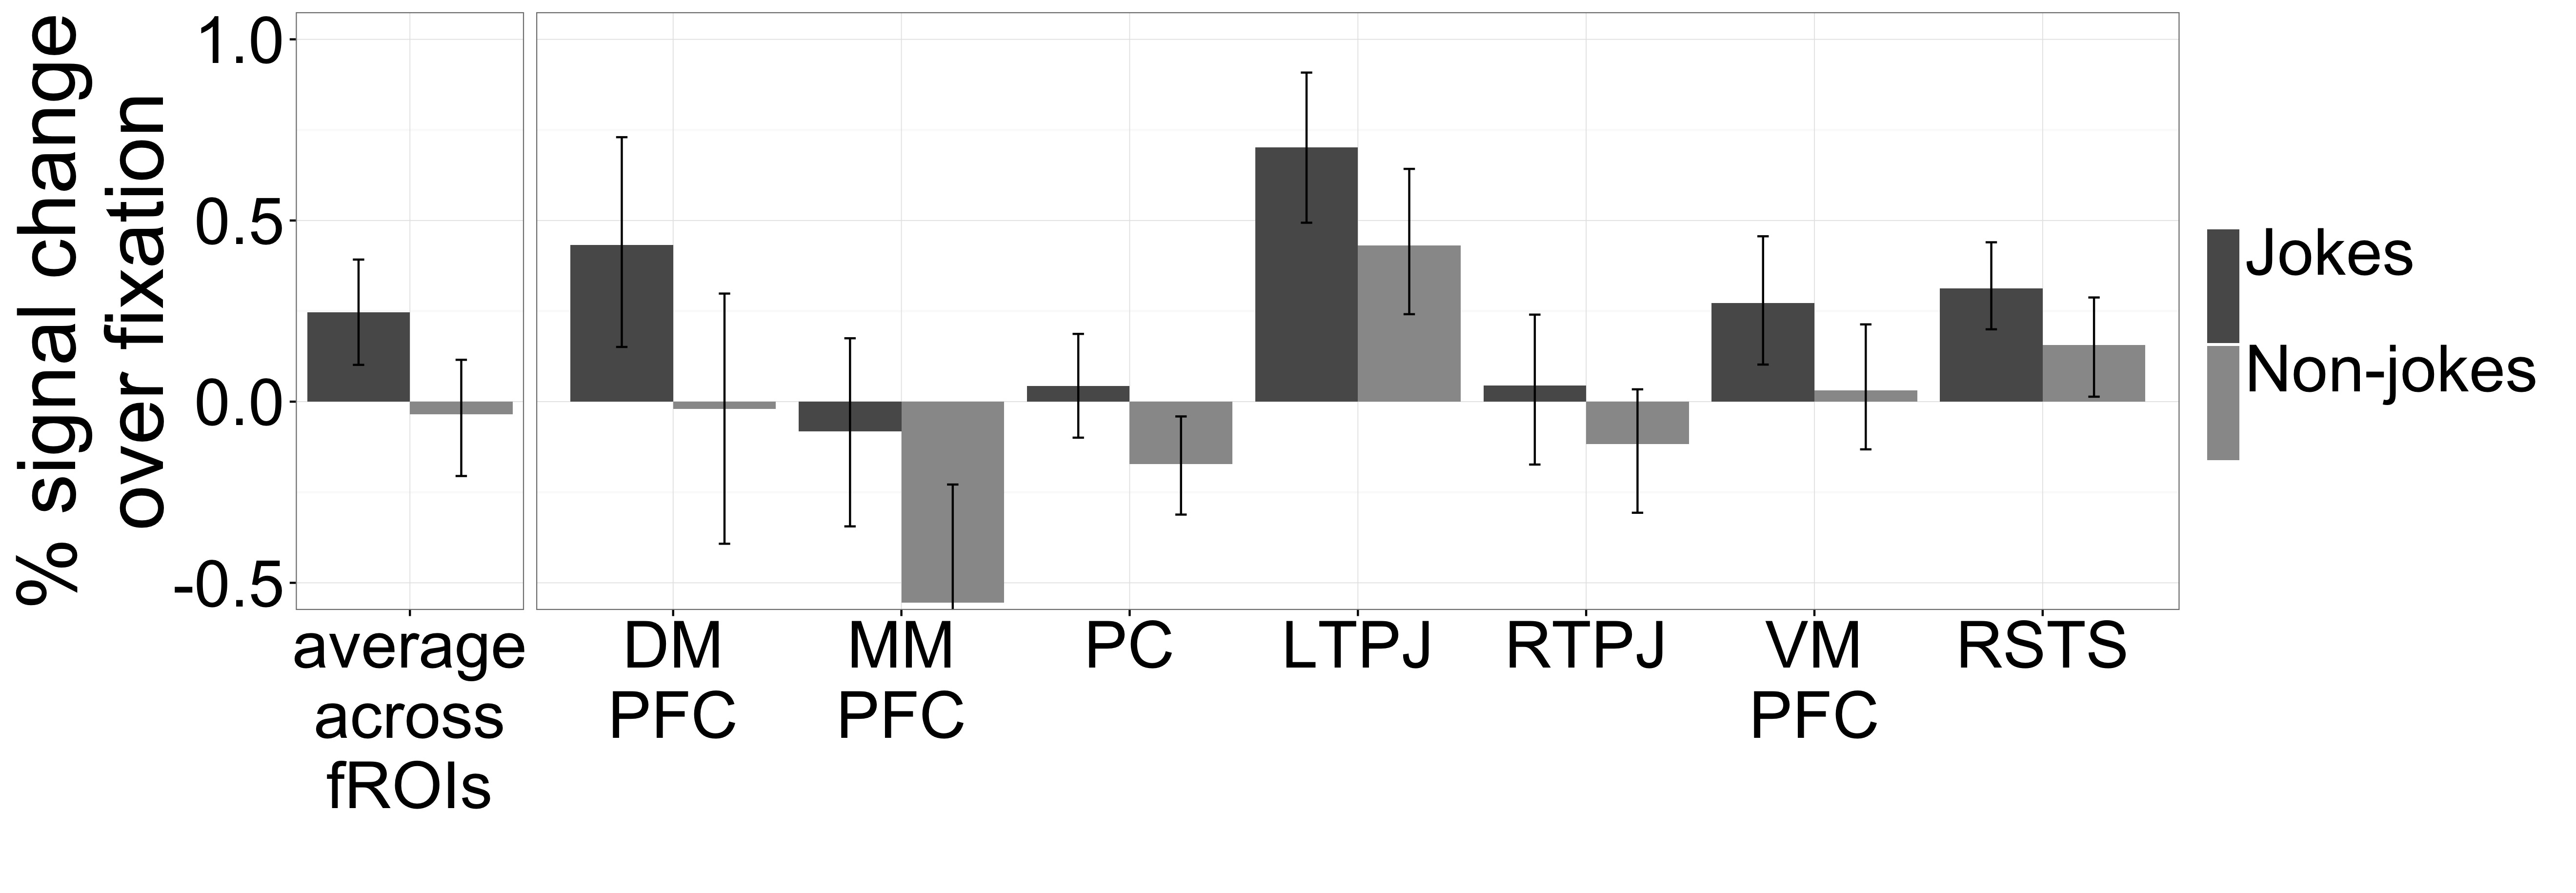 % signal change
over fixation
1.0
0.5
0.0
-0.5
average
across
fROIs
DM
PFC
MM
PFC
PC
LTPJ
RTPJ
VM
PFC
RSTS
Jokes
Non-jokes